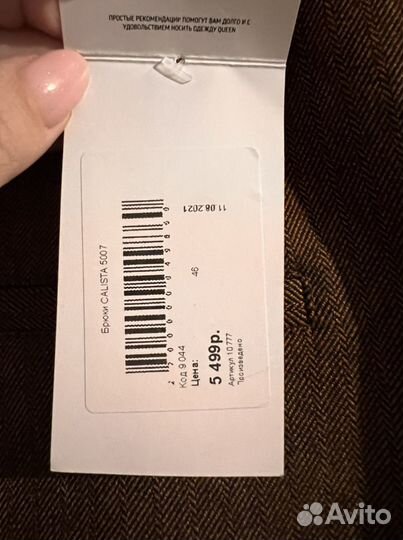 ПРОСТЫЕ РЕКОМЕНДАЦИИ ПОМОГУТ ВАМ ДОЛГО И С
УДОВОЛЬСТВИЕМ НОСИТЬ ОДЕЖДУ QUEEN
Брюки CALISTA 5007
Код 9 044
46
11.08.2021
Цена:
5 499р.
Артикул 10777
Произведено
Avito